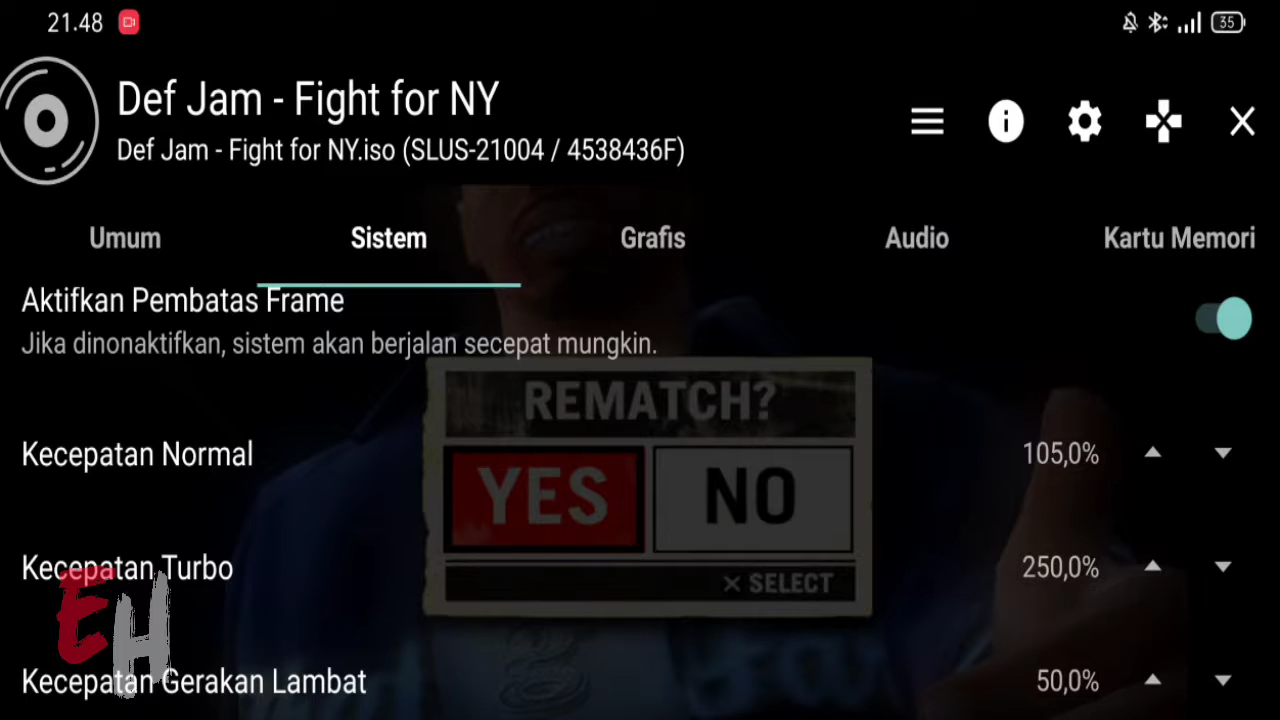 21.48
35
Def Jam - Fight for NY
Def Jam - Fight for NY.iso (SLUS-21004 / 4538436F)
Umum Sistem Grafis Audio Kartu Memori
Aktifkan Pembatas Frame
Jika dinonaktifkan, sistem akan berjalan secepat mungkin.
REMATCH?
Kecepatan Normal 105,0%
YES NO
Kecepatan Turbo 250,0%
× SELECT
EH
Kecepatan Gerakan Lambat 50,0%